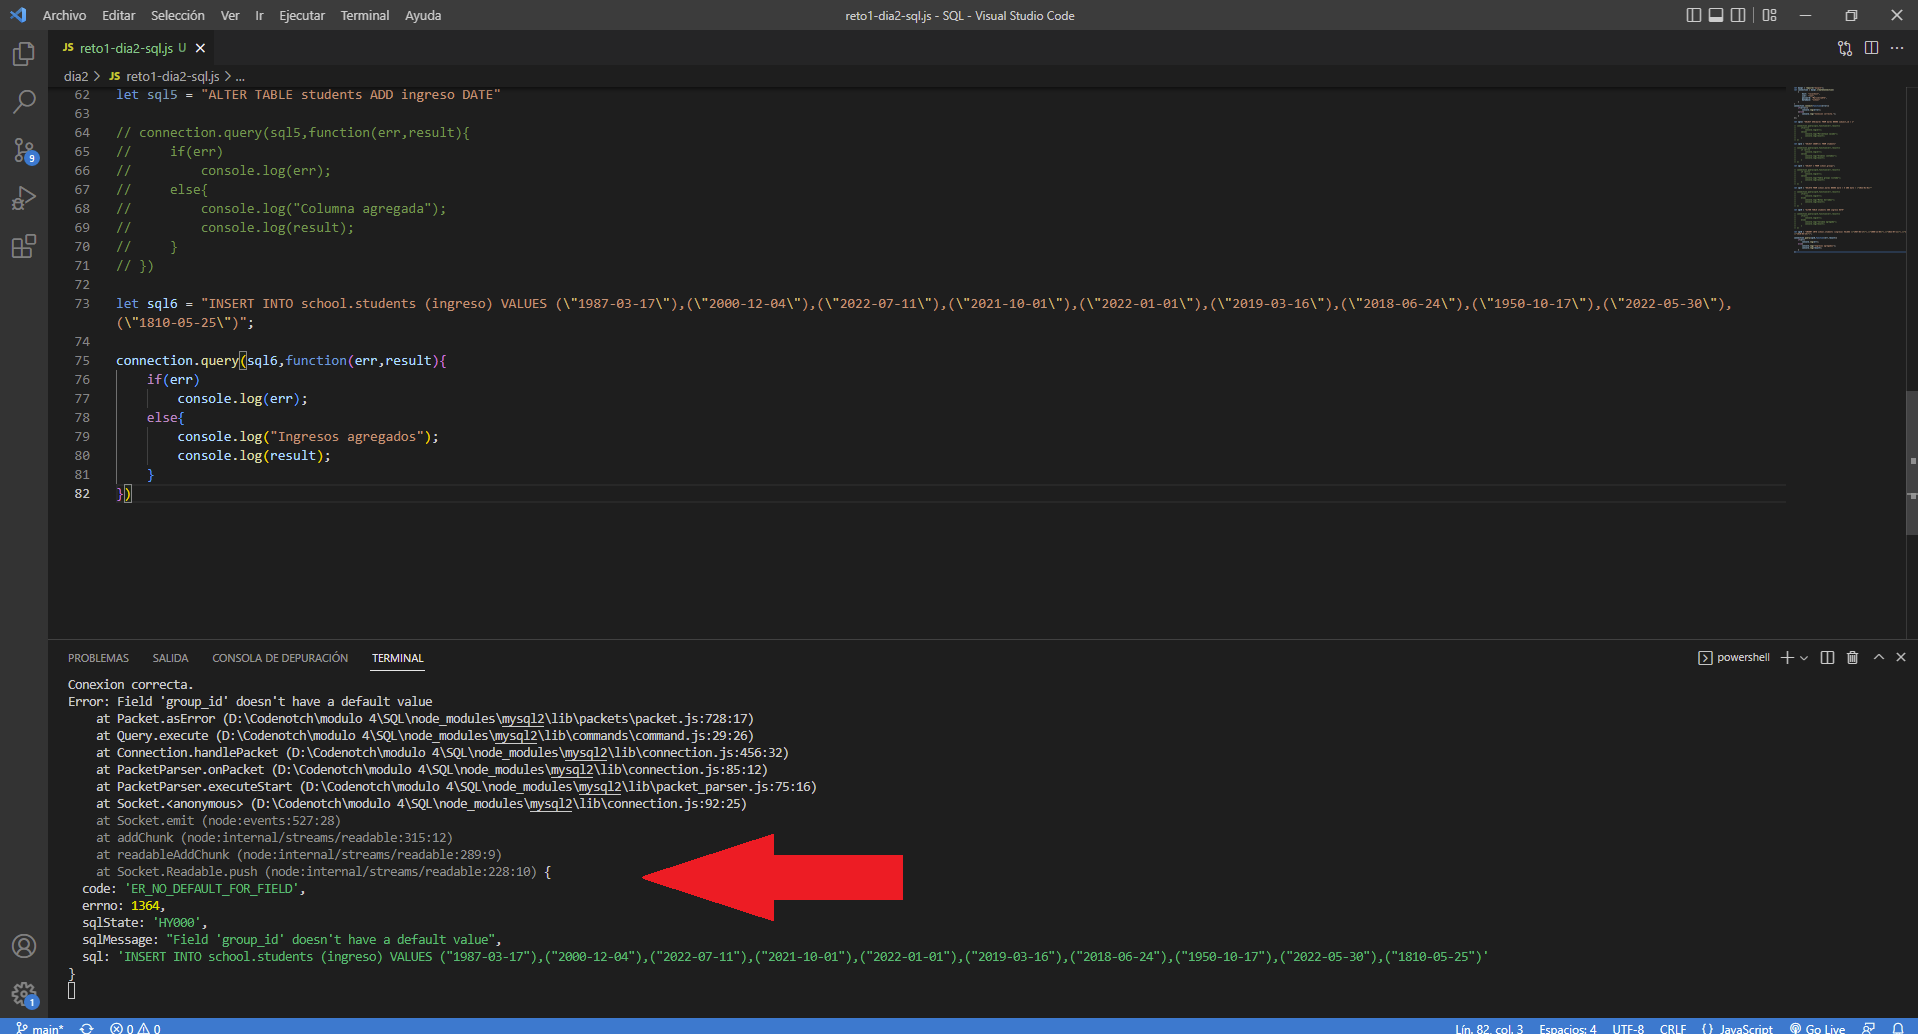 Archivo Editar Selección Ver Ir Ejecutar Terminal Ayuda
reto1-dia2-sql.js - SQL - Visual Studio Code
JS reto1-dia2-sql.js U
dia2 > JS reto1-dia2-sql.js > ...
62 let sql5 = "ALTER TABLE students ADD ingreso DATE"
63
64 // connection.query(sql5,function(err,result){
65 //     if(err)
66 //         console.log(err);
67 //     else{
68 //         console.log("Columna agregada");
69 //         console.log(result);
70 //     }
71 // })
72
73 let sql6 = "INSERT INTO school.students (ingreso) VALUES (\"1987-03-17\"),(\"2000-12-04\"),(\"2022-07-11\"),(\"2021-10-01\"),(\"2022-01-01\"),(\"2019-03-16\"),(\"2018-06-24\"),(\"1950-10-17\"),(\"2022-05-30\"),
(\"1810-05-25\")";
74
75 connection.query(sql6,function(err,result){
76     if(err)
77         console.log(err);
78     else{
79         console.log("Ingresos agregados");
80         console.log(result);
81     }
82 })
9
PROBLEMAS SALIDA CONSOLA DE DEPURACIÓN TERMINAL
powershell
Conexion correcta.
Error: Field 'group_id' doesn't have a default value
    at Packet.asError (D:\Codenotch\modulo 4\SQL\node_modules\mysql2\lib\packets\packet.js:728:17)
    at Query.execute (D:\Codenotch\modulo 4\SQL\node_modules\mysql2\lib\commands\command.js:29:26)
    at Connection.handlePacket (D:\Codenotch\modulo 4\SQL\node_modules\mysql2\lib\connection.js:456:32)
    at PacketParser.onPacket (D:\Codenotch\modulo 4\SQL\node_modules\mysql2\lib\connection.js:85:12)
    at PacketParser.executeStart (D:\Codenotch\modulo 4\SQL\node_modules\mysql2\lib\packet_parser.js:75:16)
    at Socket.<anonymous> (D:\Codenotch\modulo 4\SQL\node_modules\mysql2\lib\connection.js:92:25)
    at Socket.emit (node:events:527:28)
    at addChunk (node:internal/streams/readable:315:12)
    at readableAddChunk (node:internal/streams/readable:289:9)
    at Socket.Readable.push (node:internal/streams/readable:228:10) {
  code: 'ER_NO_DEFAULT_FOR_FIELD',
  errno: 1364,
  sqlState: 'HY000',
  sqlMessage: "Field 'group_id' doesn't have a default value",
  sql: 'INSERT INTO school.students (ingreso) VALUES ("1987-03-17"),("2000-12-04"),("2022-07-11"),("2021-10-01"),("2022-01-01"),("2019-03-16"),("2018-06-24"),("1950-10-17"),("2022-05-30"),("1810-05-25")'
}
1
main* 0 0
Lín. 82, col. 3 Espacios: 4 UTF-8 CRLF {} JavaScript Go Live